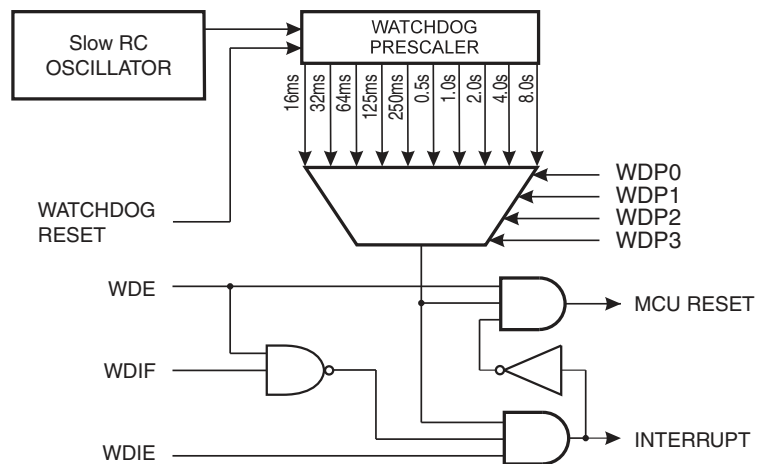 Slow RC
OSCILLATOR
WATCHDOG
PRESCALER
16ms
32ms
64ms
125ms
250ms
0.5s
1.0s
2.0s
4.0s
8.0s
WDP0
WDP1
WDP2
WDP3
WATCHDOG
RESET
WDE
MCU RESET
WDIF
INTERRUPT
WDIE